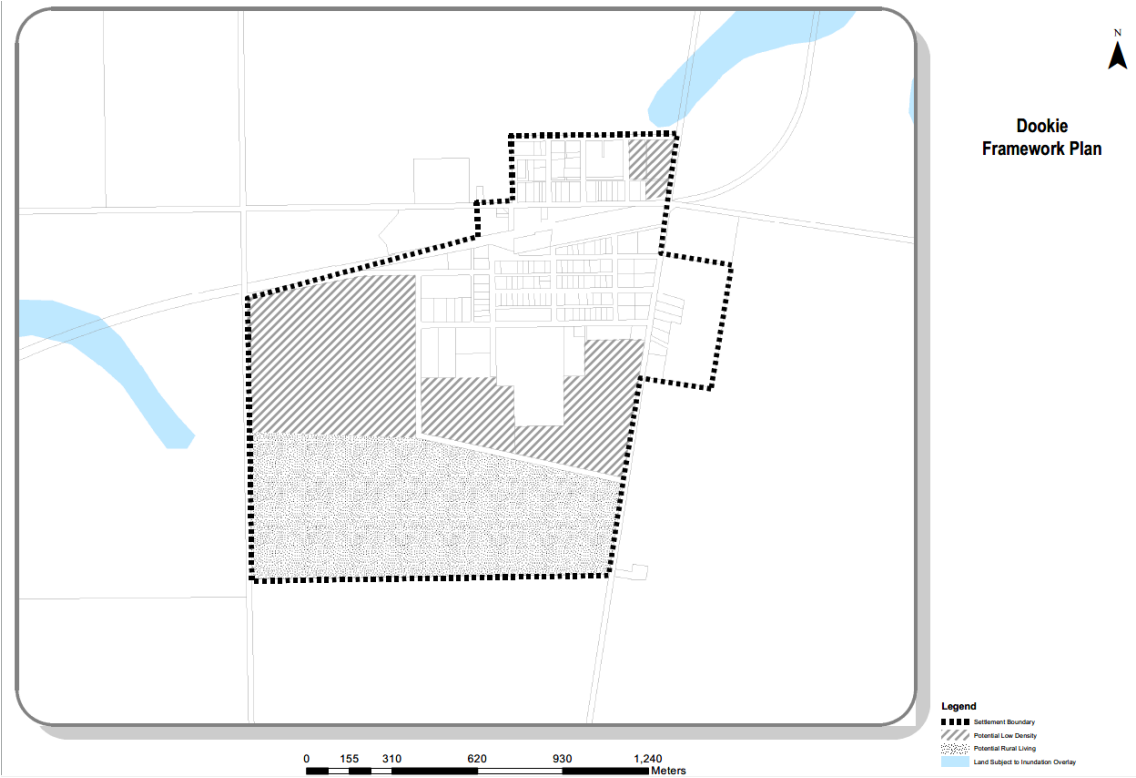 N
Dookie
Framework Plan
Legend
Settlement Boundary
Potential Low Density
Potential Rural Living
Land Subject to Inundation Overlay
0 155 310 620 930 1,240
Meters